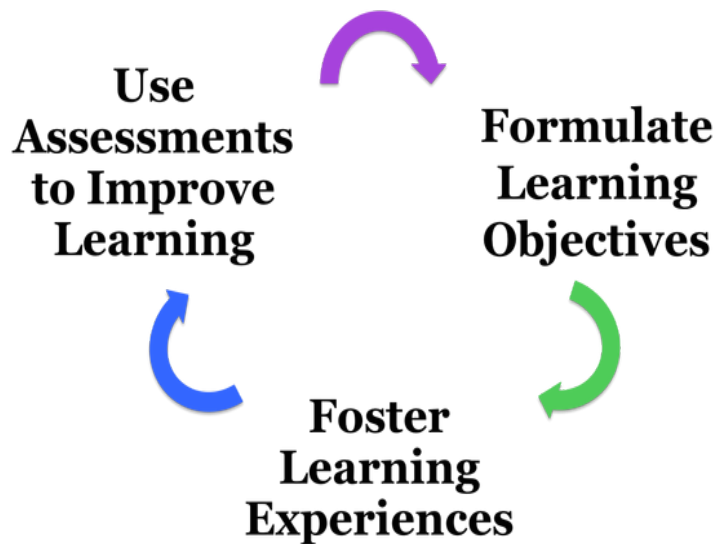 Use
Assessments
to Improve
Learning
Formulate
Learning
Objectives
Foster
Learning
Experiences